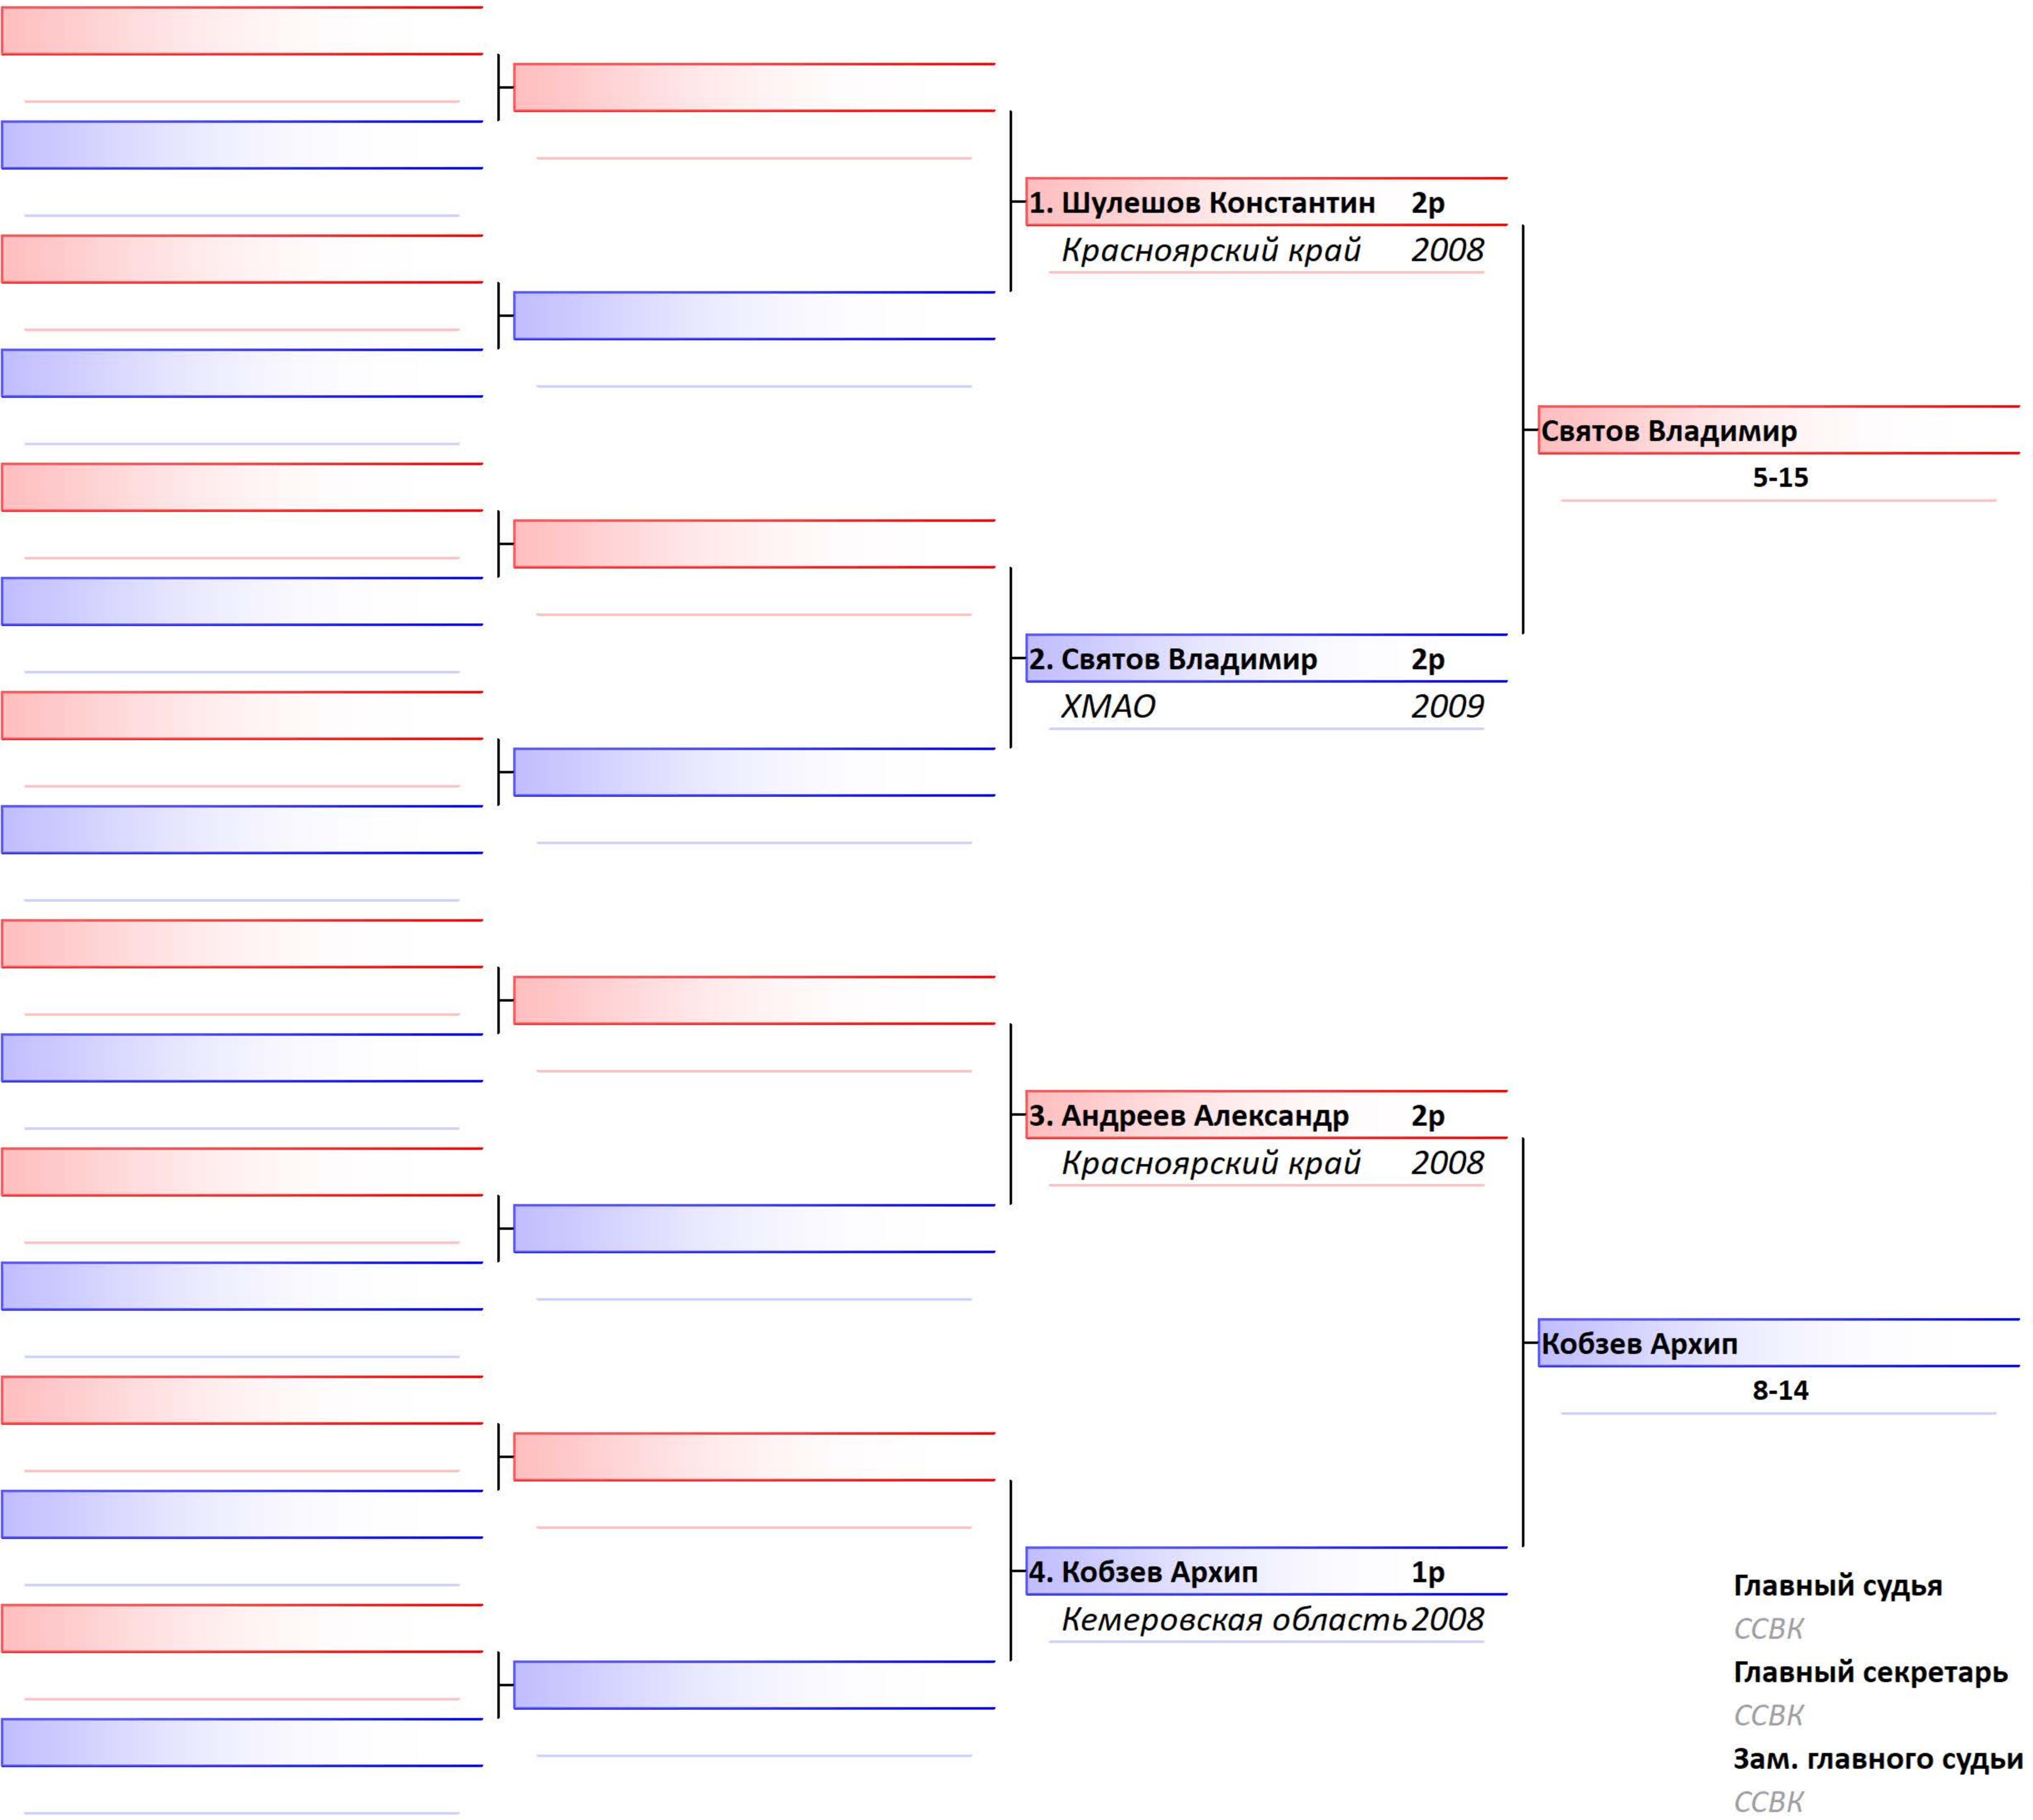 1. Шулешов Константин 2р
Красноярский край 2008
Святов Владимир
5-15
2. Святов Владимир 2р
ХМАО 2009
3. Андреев Александр 2р
Красноярский край 2008
Кобзев Архип
8-14
4. Кобзев Архип 1р
Кемеровская область 2008
Главный судья
ССВК
Главный секретарь
ССВК
Зам. главного судьи
ССВК